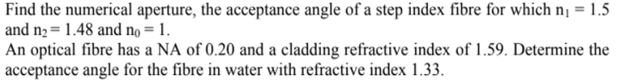 Find the numerical aperture, the acceptance angle of a step index fibre for which n₁ = 1.5
and n₂ = 1.48 and n₀ = 1.
An optical fibre has a NA of 0.20 and a cladding refractive index of 1.59. Determine the
acceptance angle for the fibre in water with refractive index 1.33.